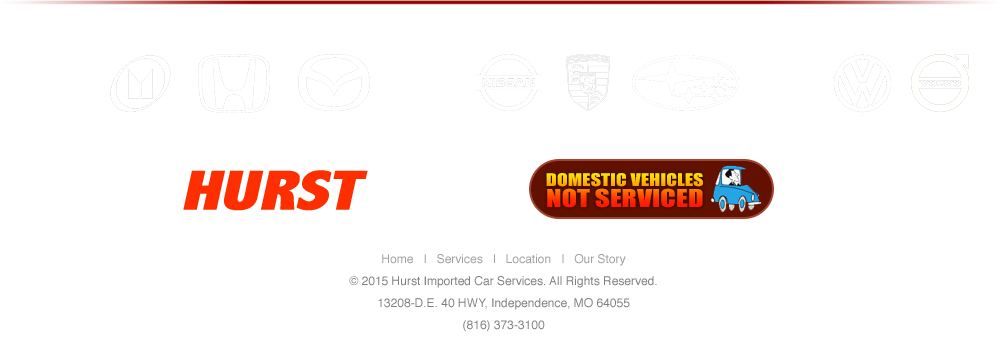 NISSAN
HURST
DOMESTIC VEHICLES
NOT SERVICED
Home | Services | Location | Our Story
© 2015 Hurst Imported Car Services. All Rights Reserved.
13208-D.E. 40 HWY, Independence, MO 64055
(816) 373-3100